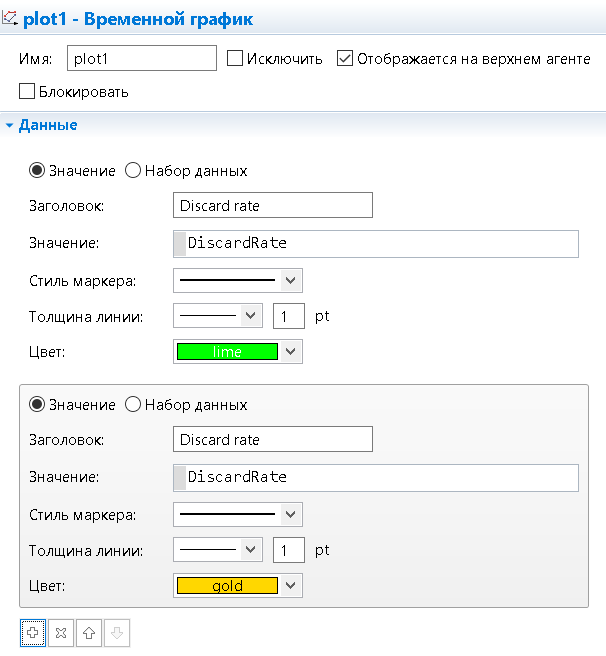 plot1 - Временной график
Имя: plot1 Исключить Отображается на верхнем агенте
Блокировать
Данные
Значение Набор данных
Заголовок: Discard rate
Значение: DiscardRate
Стиль маркера:
Толщина линии: 1 pt
Цвет: lime
Значение Набор данных
Заголовок: Discard rate
Значение: DiscardRate
Стиль маркера:
Толщина линии: 1 pt
Цвет: gold